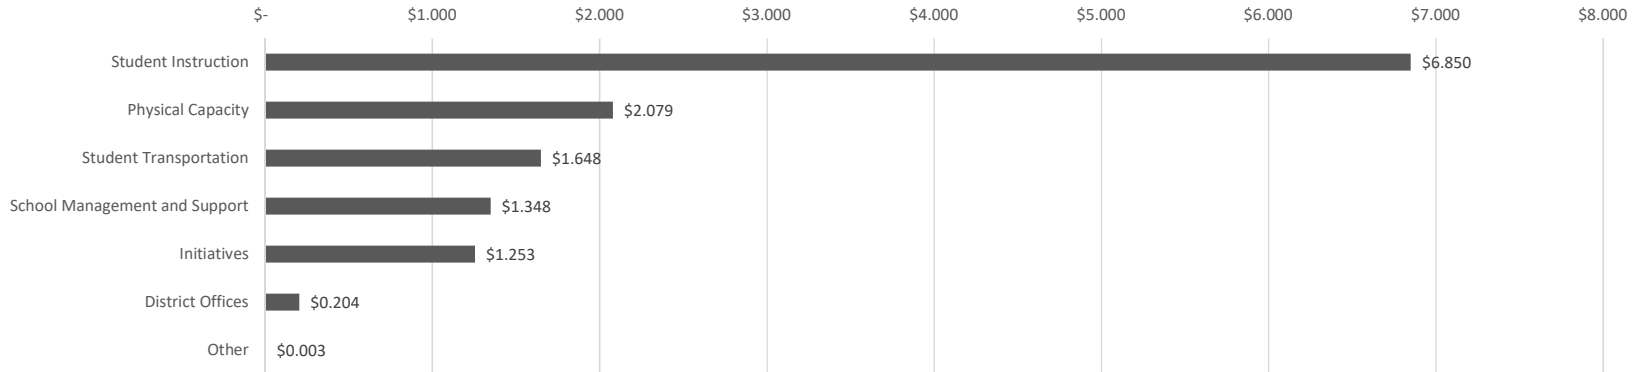 $- $1.000 $2.000 $3.000 $4.000 $5.000 $6.000 $7.000 $8.000
Student Instruction $6.850
Physical Capacity $2.079
Student Transportation $1.648
School Management and Support $1.348
Initiatives $1.253
District Offices $0.204
Other $0.003